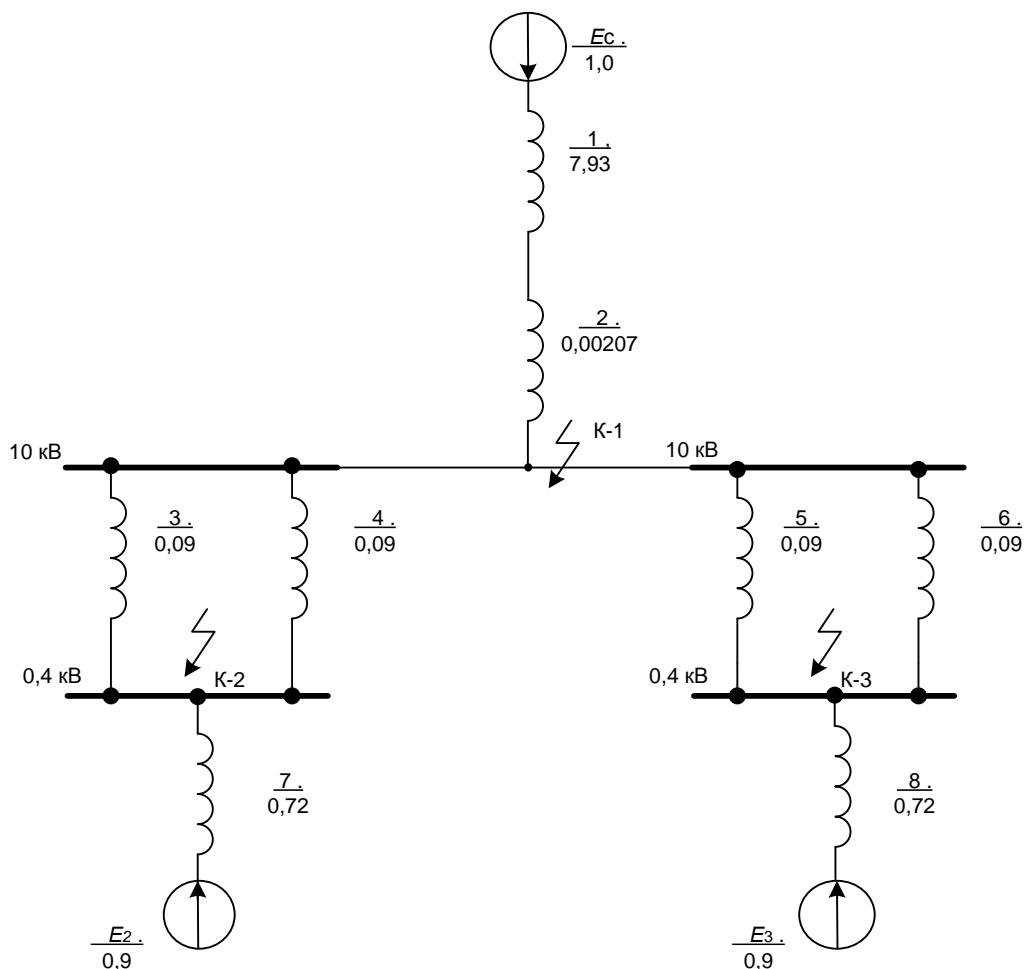 Ec .
1,0
1 .
7,93
2 .
0,00207
К-1
10 кВ
10 кВ
3 .
0,09
4 .
0,09
5 .
0,09
6 .
0,09
0,4 кВ
К-2
0,4 кВ
К-3
7 .
0,72
8 .
0,72
E2 .
0,9
E3 .
0,9